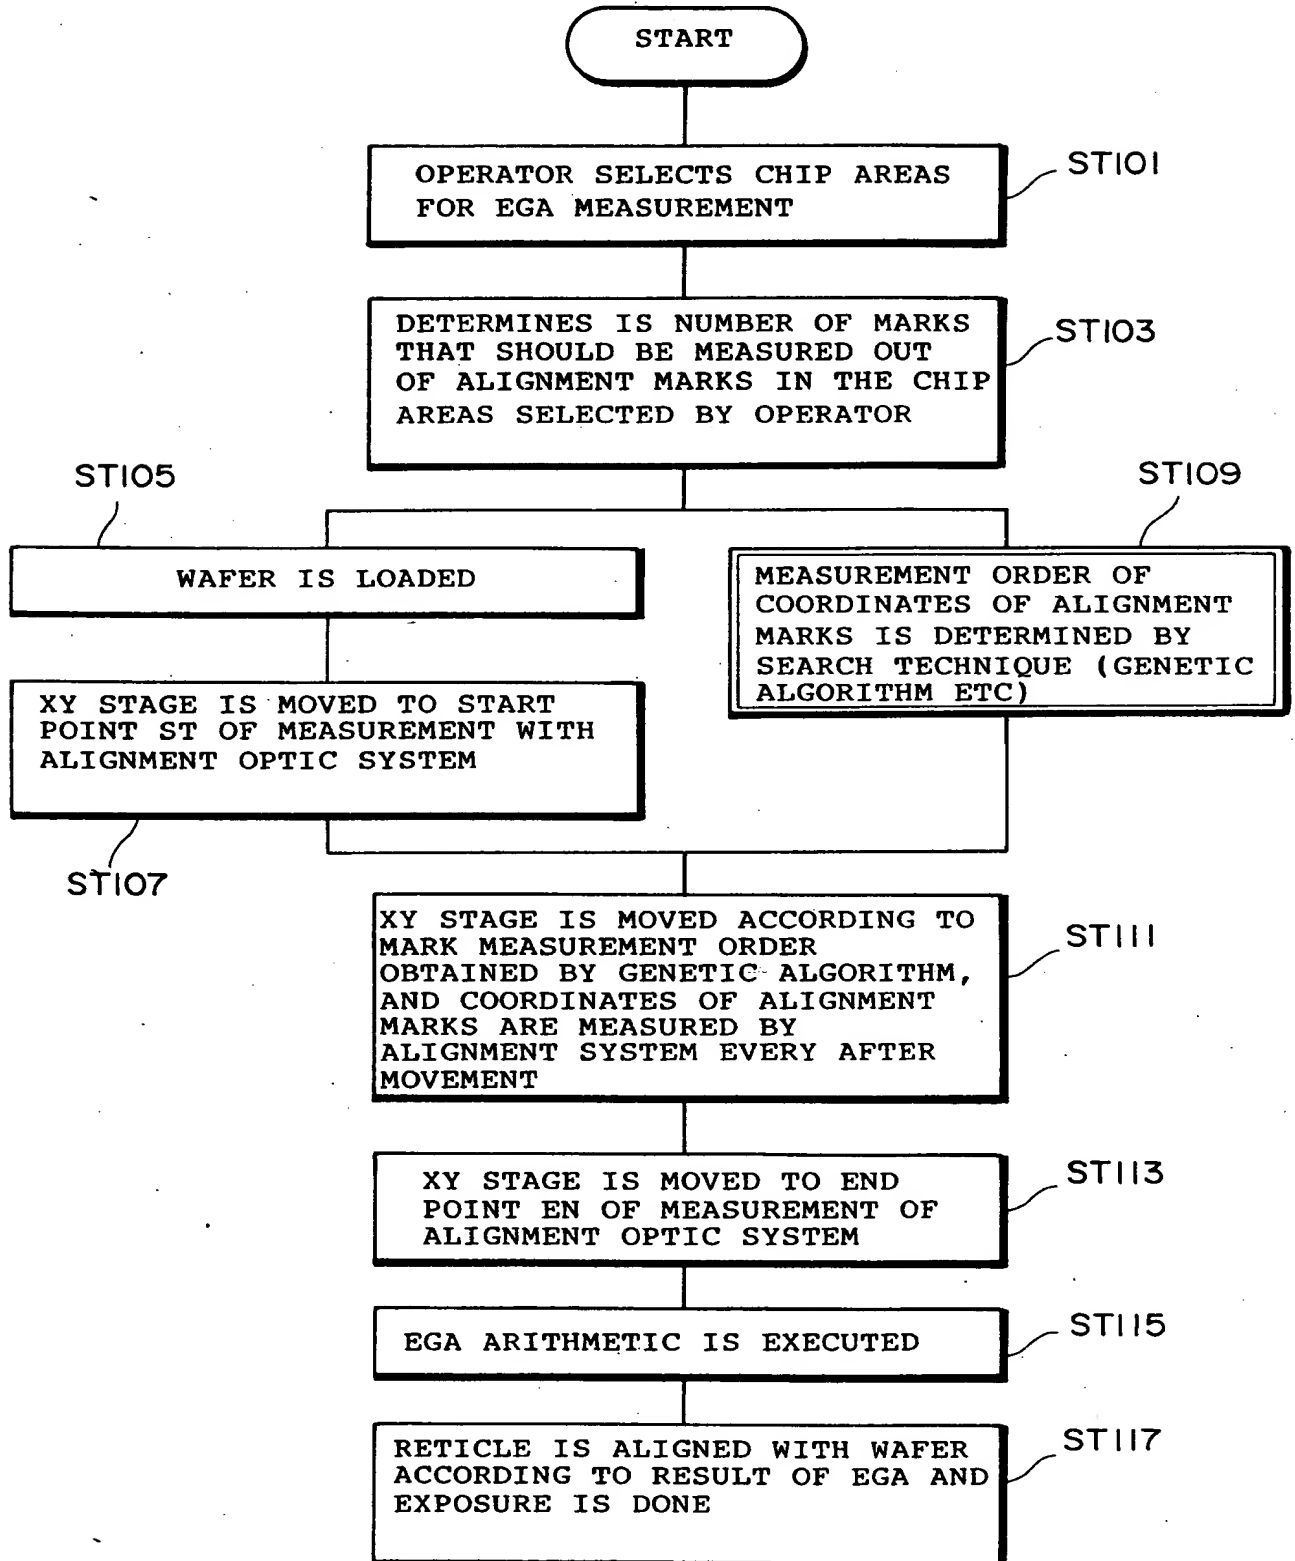 START
OPERATOR SELECTS CHIP AREAS
FOR EGA MEASUREMENT
ST101
DETERMINES IS NUMBER OF MARKS
THAT SHOULD BE MEASURED OUT
OF ALIGNMENT MARKS IN THE CHIP
AREAS SELECTED BY OPERATOR
ST103
ST105
WAFER IS LOADED
XY STAGE IS MOVED TO START
POINT ST OF MEASUREMENT WITH
ALIGNMENT OPTIC SYSTEM
ST107
ST109
MEASUREMENT ORDER OF
COORDINATES OF ALIGNMENT
MARKS IS DETERMINED BY
SEARCH TECHNIQUE (GENETIC
ALGORITHM ETC)
XY STAGE IS MOVED ACCORDING TO
MARK MEASUREMENT ORDER
OBTAINED BY GENETIC ALGORITHM,
AND COORDINATES OF ALIGNMENT
MARKS ARE MEASURED BY
ALIGNMENT SYSTEM EVERY AFTER
MOVEMENT
ST111
XY STAGE IS MOVED TO END
POINT EN OF MEASUREMENT OF
ALIGNMENT OPTIC SYSTEM
ST113
EGA ARITHMETIC IS EXECUTED
ST115
RETICLE IS ALIGNED WITH WAFER
ACCORDING TO RESULT OF EGA AND
EXPOSURE IS DONE
ST117